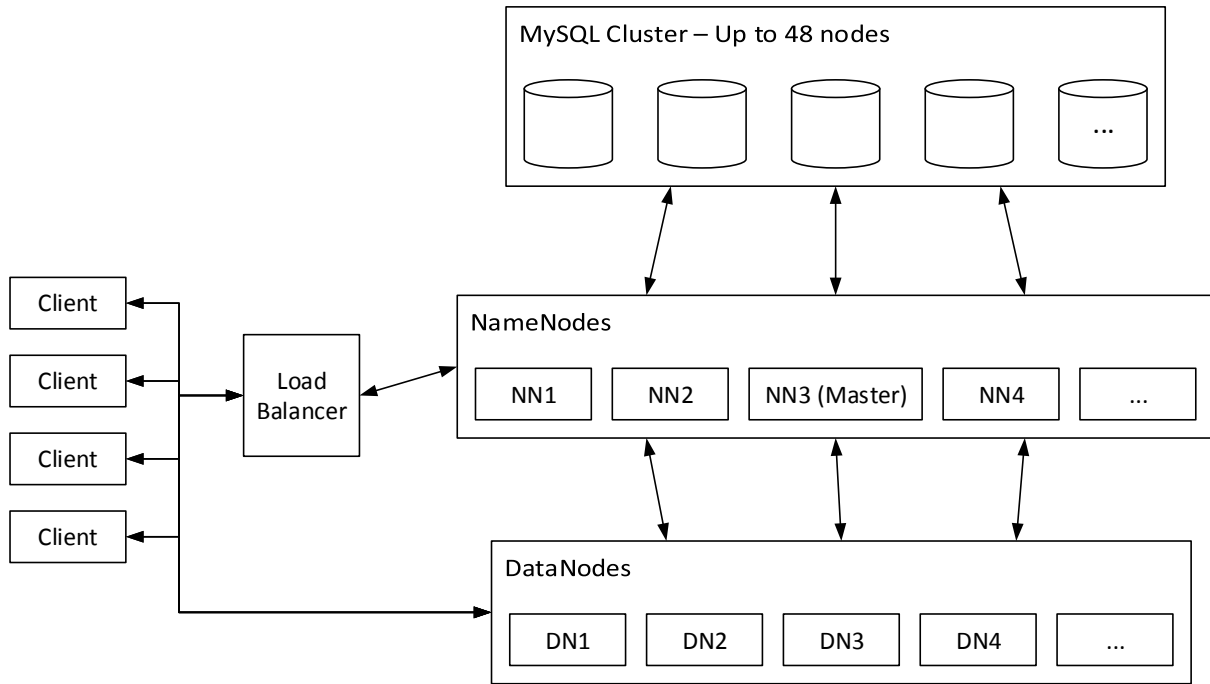 MySQL Cluster – Up to 48 nodes
...
Client
Client
Client
Client
Load
Balancer
NameNodes
NN1
NN2
NN3 (Master)
NN4
...
DataNodes
DN1
DN2
DN3
DN4
...